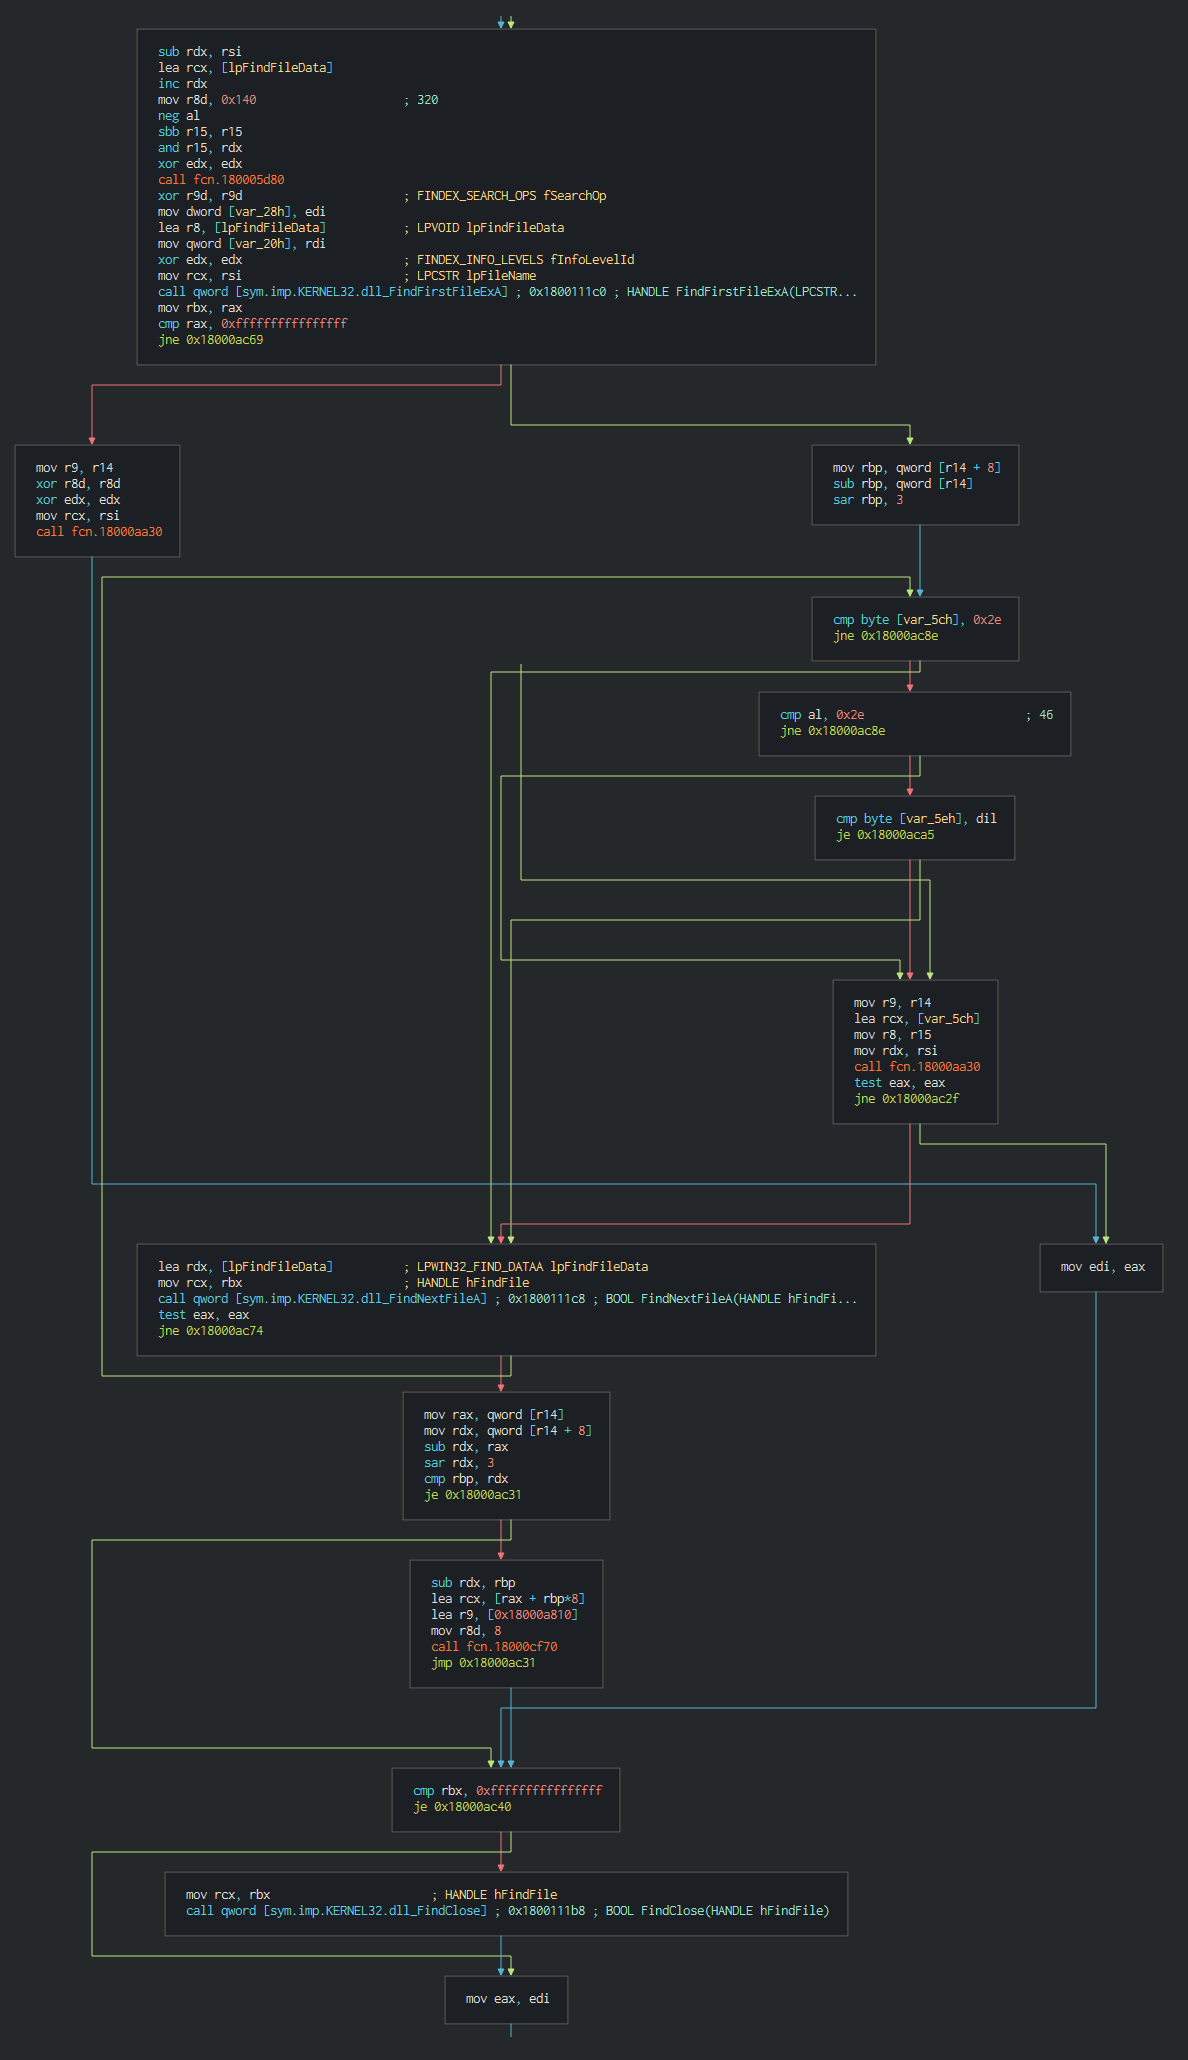 sub rdx, rsi
lea rcx, [lpFindFileData]
inc rdx
mov r8d, 0x140 ; 320
neg al
sbb r15, r15
and r15, rdx
xor edx, edx
call fcn.180005d80
xor r9d, r9d ; FINDEX_SEARCH_OPS fSearchOp
mov dword [var_28h], edi
lea r8, [lpFindFileData] ; LPVOID lpFindFileData
mov qword [var_20h], rdi
xor edx, edx ; FINDEX_INFO_LEVELS fInfoLevelId
mov rcx, rsi ; LPCSTR lpFileName
call qword [sym.imp.KERNEL32.dll_FindFirstFileExA] ; 0x1800111c0 ; HANDLE FindFirstFileExA(LPCSTR...
mov rbx, rax
cmp rax, 0xffffffffffffffff
jne 0x18000ac69
mov r9, r14
xor r8d, r8d
xor edx, edx
mov rcx, rsi
call fcn.18000aa30
mov rbp, qword [r14 + 8]
sub rbp, qword [r14]
sar rbp, 3
cmp byte [var_5ch], 0x2e
jne 0x18000ac8e
cmp al, 0x2e ; 46
jne 0x18000ac8e
cmp byte [var_5eh], dil
je 0x18000aca5
mov r9, r14
lea rcx, [var_5ch]
mov r8, r15
mov rdx, rsi
call fcn.18000aa30
test eax, eax
jne 0x18000ac2f
lea rdx, [lpFindFileData] ; LPWIN32_FIND_DATAA lpFindFileData
mov rcx, rbx ; HANDLE hFindFile
call qword [sym.imp.KERNEL32.dll_FindNextFileA] ; 0x1800111c8 ; BOOL FindNextFileA(HANDLE hFindFi...
test eax, eax
jne 0x18000ac74
mov edi, eax
mov rax, qword [r14]
mov rdx, qword [r14 + 8]
sub rdx, rax
sar rdx, 3
cmp rbp, rdx
je 0x18000ac31
sub rdx, rbp
lea rcx, [rax + rbp*8]
lea r9, [0x18000a810]
mov r8d, 8
call fcn.18000cf70
jmp 0x18000ac31
cmp rbx, 0xffffffffffffffff
je 0x18000ac40
mov rcx, rbx ; HANDLE hFindFile
call qword [sym.imp.KERNEL32.dll_FindClose] ; 0x1800111b8 ; BOOL FindClose(HANDLE hFindFile)
mov eax, edi